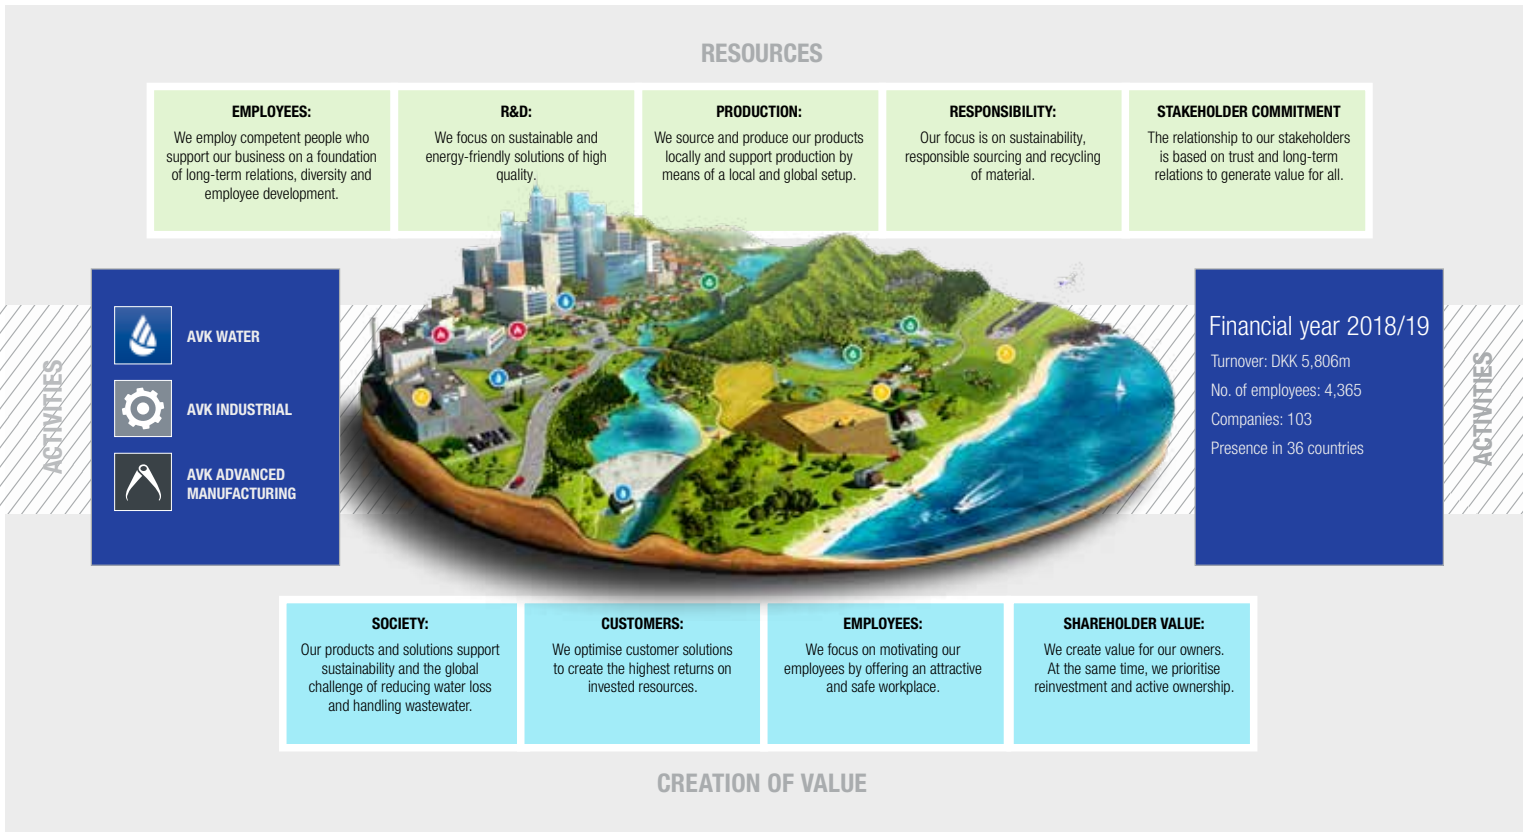 RESOURCES
EMPLOYEES:
We employ competent people who
support our business on a foundation
of long-term relations, diversity and
employee development.
R&D:
We focus on sustainable and
energy-friendly solutions of high
quality.
PRODUCTION:
We source and produce our products
locally and support production by
means of a local and global setup.
RESPONSIBILITY:
Our focus is on sustainability,
responsible sourcing and recycling
of material.
STAKEHOLDER COMMITMENT
The relationship to our stakeholders
is based on trust and long-term
relations to generate value for all.
ACTIVITIES
AVK WATER
AVK INDUSTRIAL
AVK ADVANCED
MANUFACTURING
Financial year 2018/19
Turnover: DKK 5,806m
No. of employees: 4,365
Companies: 103
Presence in 36 countries
ACTIVITIES
SOCIETY:
Our products and solutions support
sustainability and the global
challenge of reducing water loss
and handling wastewater.
CUSTOMERS:
We optimise customer solutions
to create the highest returns on
invested resources.
EMPLOYEES:
We focus on motivating our
employees by offering an attractive
and safe workplace.
SHAREHOLDER VALUE:
We create value for our owners.
At the same time, we prioritise
reinvestment and active ownership.
CREATION OF VALUE